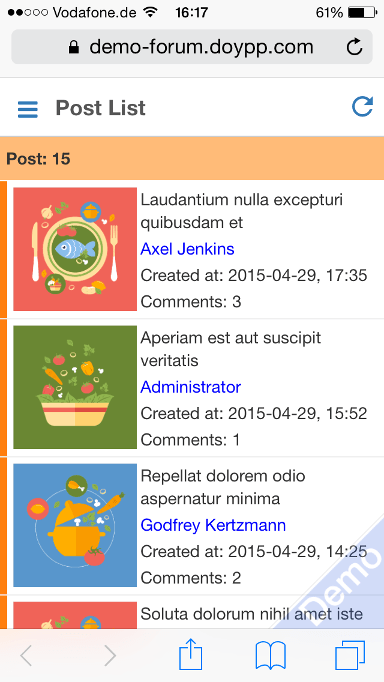 Vodafone.de 16:17 61%
demo-forum.doypp.com
Post List
Post: 15
Laudantium nulla excepturi
quibusdam et
Axel Jenkins
Created at: 2015-04-29, 17:35
Comments: 3
Aperiam est aut suscipit
veritatis
Administrator
Created at: 2015-04-29, 15:52
Comments: 1
Repellat dolorem odio
aspernatur minima
Godfrey Kertzmann
Created at: 2015-04-29, 14:25
Comments: 2
Soluta dolorum nihil amet iste
Demo